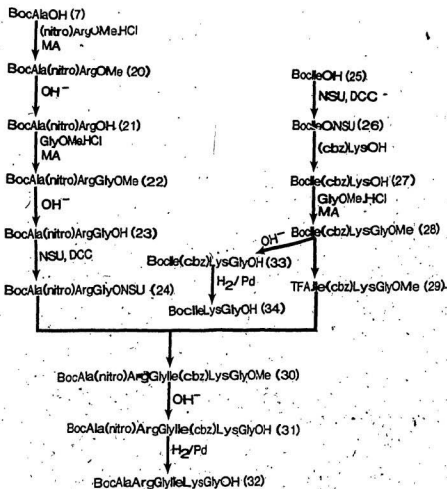 BocAlaOH (7)
(nitro)ArgOMe.HCl
MA
BocAla(nitro)ArgOMe (20)
OH⁻
BocAla(nitro)ArgOH (21)
GlyOMe.HCl
MA
BocAla(nitro)ArgGlyOMe (22)
OH⁻
BocAla(nitro)ArgGlyOH (23)
NSU, DCC
BocAla(nitro)ArgGlyONSU (24)
BocIleOH (25)
NSU, DCC
BocIleONSU (26)
(cbz)LysOH
BocIle(cbz)LysOH (27)
GlyOMe.HCl
MA
BocIle(cbz)LysGlyOMe (28)
OH⁻
BocIle(cbz)LysGlyOH (33)
H₂/Pd
BocIleLysGlyOH (34)
TFA.Ile(cbz)LysGlyOMe (29)
BocAla(nitro)ArgGlyIle(cbz)LysGlyOMe (30)
OH⁻
BocAla(nitro)ArgGlyIle(cbz)LysGlyOH (31)
H₂/Pd
BocAlaArgGlyIleLysGlyOH (32)